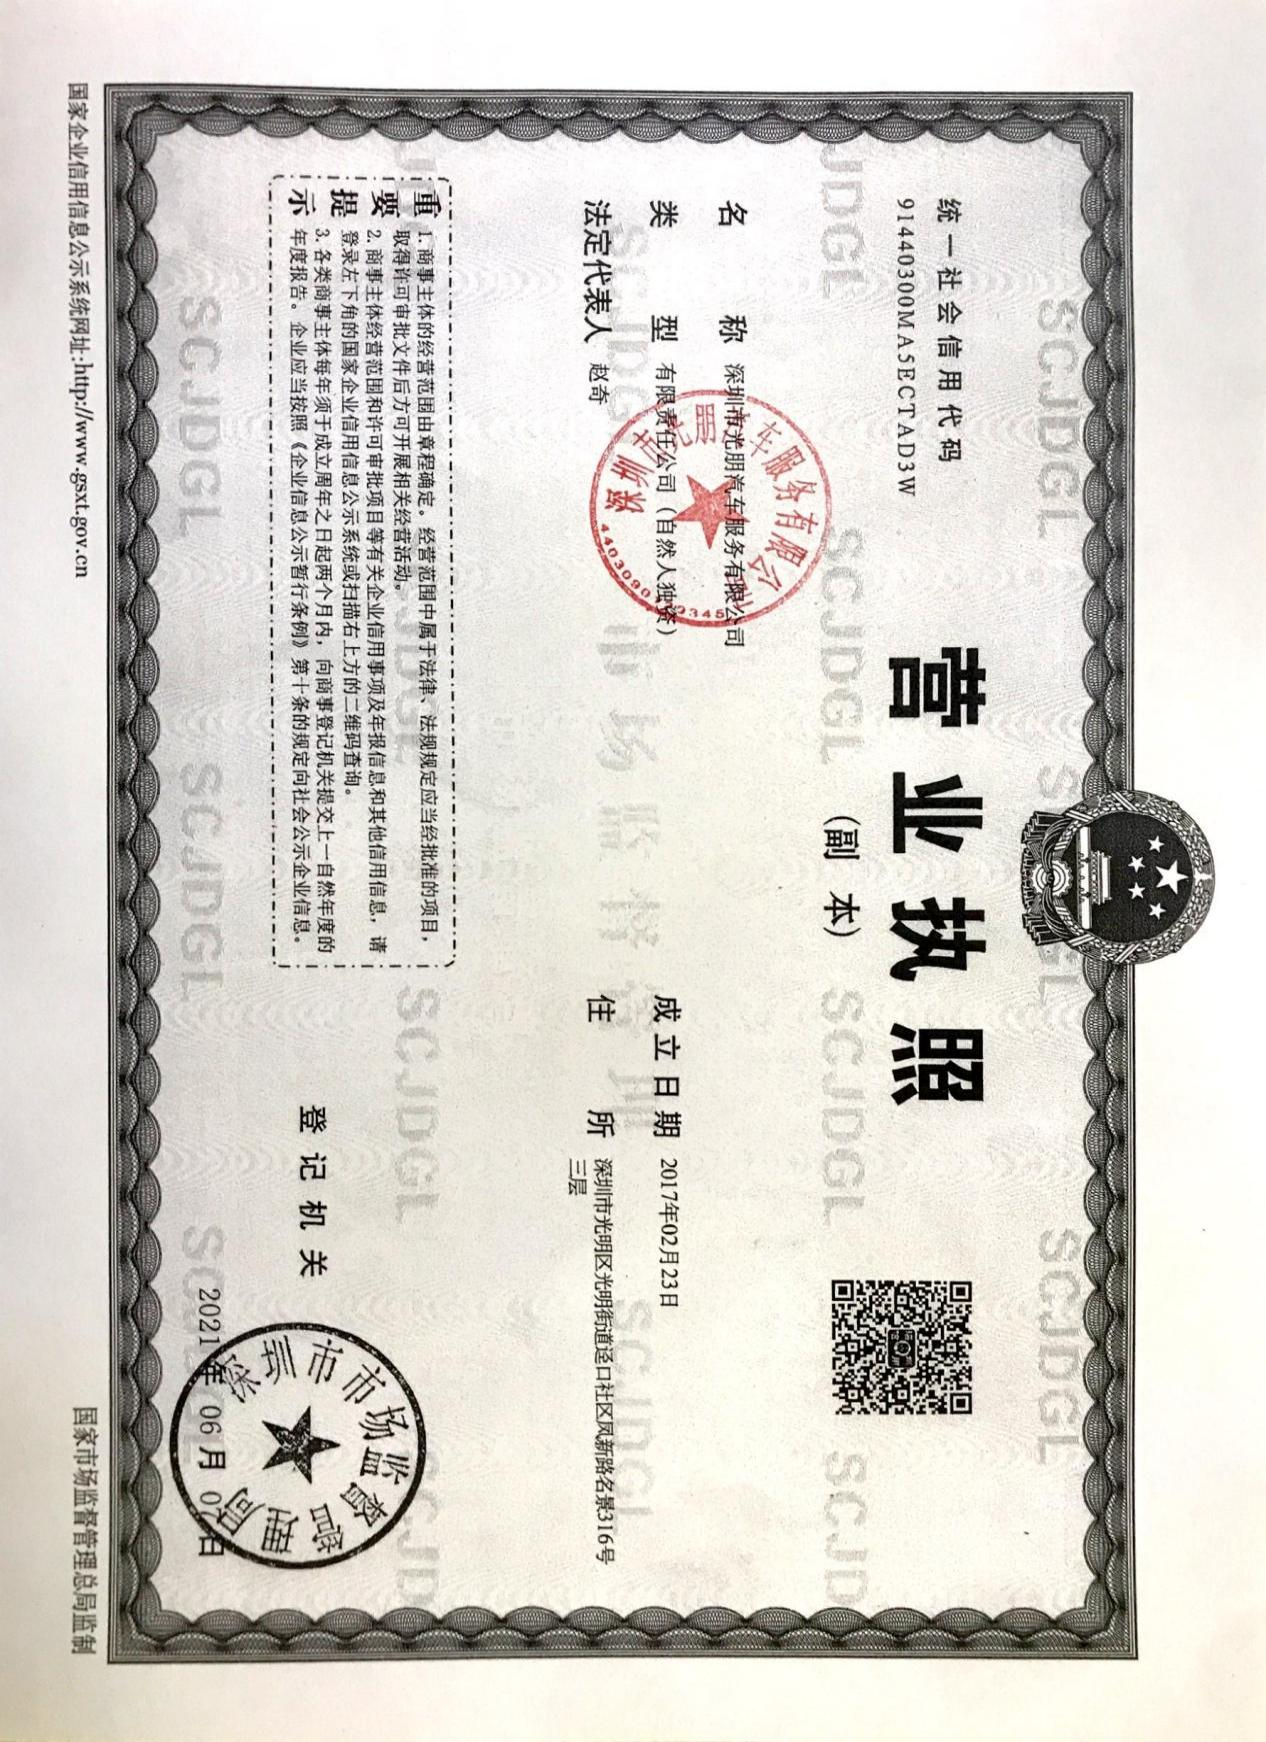 统一社会信用代码
91440300MA5ECTAD3W
营业执照
(副 本)
名 称 深圳市光朋汽车服务有限公司
类 型 有限责任公司（自然人独资）
法定代表人 赵奇
成立日期 2017年02月23日
住 所 深圳市光明区光明街道迳口社区凤新路名景316号
三层
重要提示
1. 商事主体的经营范围由章程确定。经营范围中属于法律、法规规定应当经批准的项目，
取得许可审批文件后方可开展相关经营活动。
2. 商事主体经营范围和许可审批项目等有关企业信用事项及年报信息和其他信用信息，请
登录左下角的国家企业信用信息公示系统或扫描右上方的二维码查询。
3. 各类商事主体每年须于成立周年之日起两个月内，向商事登记机关提交上一自然年度的
年度报告。企业应当按照《企业信息公示暂行条例》第十条的规定向社会公示企业信息。
登记机关
深圳市市场监督管理局
2021年 06月 日
国家企业信用信息公示系统网址:http://www.gsxt.gov.cn
国家市场监督管理总局监制
SCJDGL